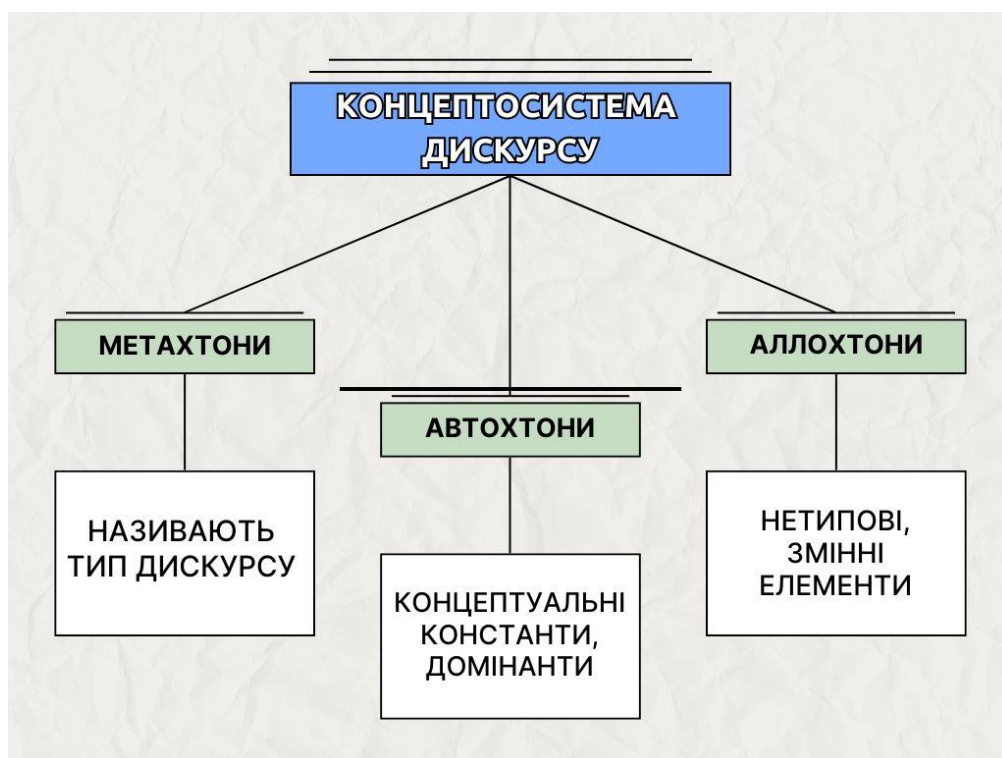 КОНЦЕПТОСИСТЕМА
ДИСКУРСУ
МЕТАХТОНИ
НАЗИВАЮТЬ
ТИП ДИСКУРСУ
АВТОХТОНИ
КОНЦЕПТУАЛЬНІ
КОНСТАНТИ,
ДОМІНАНТИ
АЛЛОХТОНИ
НЕТИПОВІ,
ЗМІННІ
ЕЛЕМЕНТИ